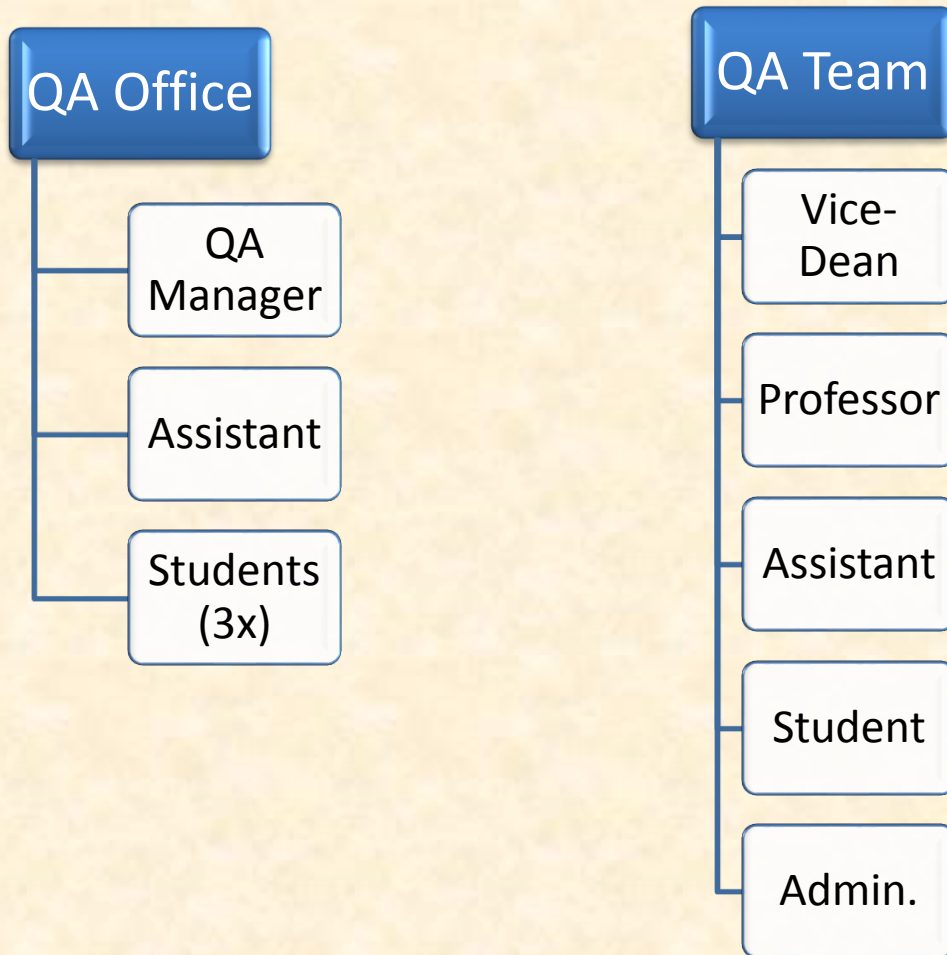 QA Office
QA
Manager
Assistant
Students
(3x)
QA Team
Vice-
Dean
Professor
Assistant
Student
Admin.